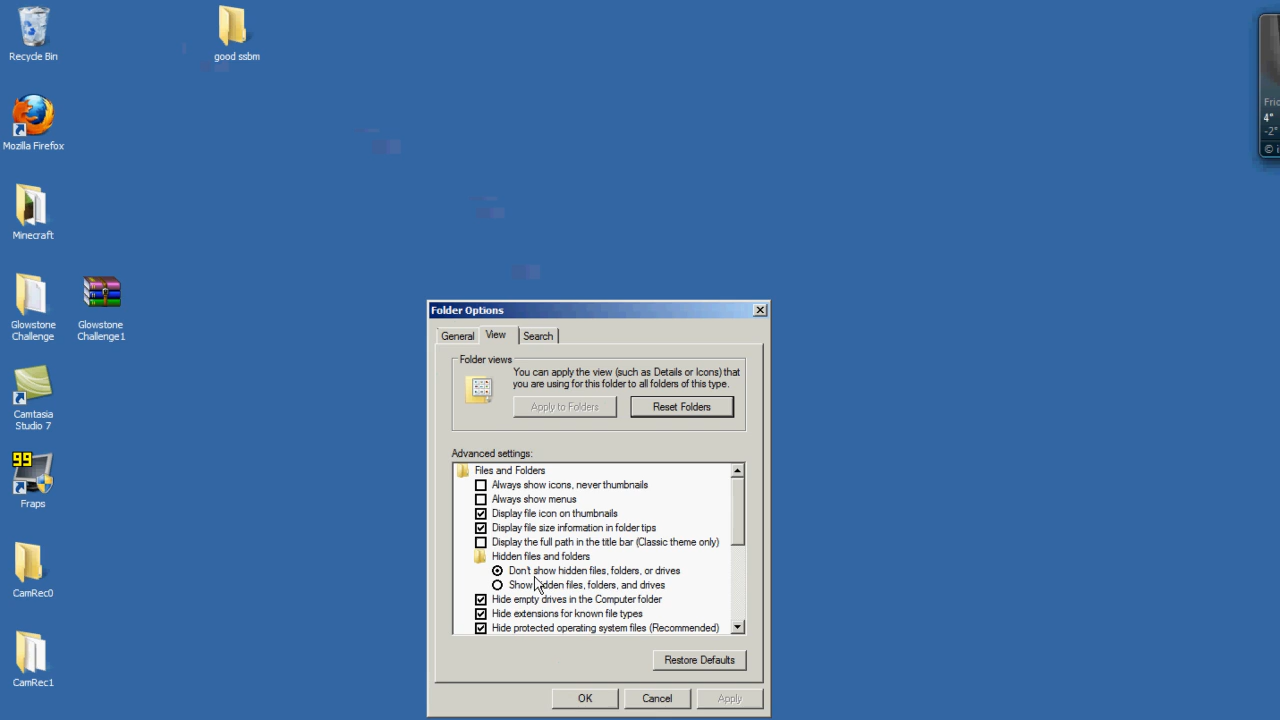 Recycle Bin
good ssbm
Mozilla Firefox
Minecraft
Glowstone
Challenge
Glowstone
Challenge1
Camtasia
Studio 7
99
Fraps
CamRec0
CamRec1
4°
-2°
©
Folder Options
General
View
Search
Folder views
You can apply the view (such as Details or Icons) that
you are using for this folder to all folders of this type.
Apply to Folders
Reset Folders
Advanced settings:
Files and Folders
Always show icons, never thumbnails
Always show menus
Display file icon on thumbnails
Display file size information in folder tips
Display the full path in the title bar (Classic theme only)
Hidden files and folders
Don't show hidden files, folders, or drives
Show hidden files, folders, and drives
Hide empty drives in the Computer folder
Hide extensions for known file types
Hide protected operating system files (Recommended)
Restore Defaults
OK
Cancel
Apply